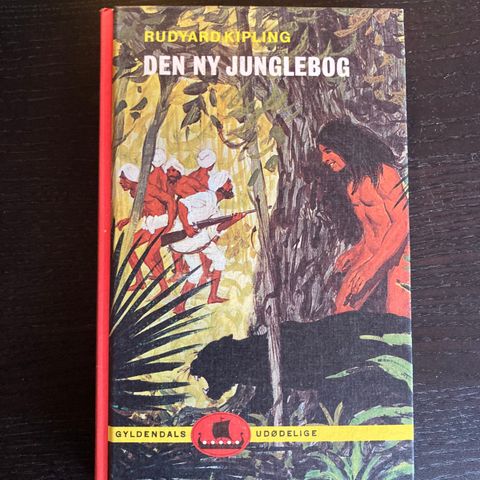 RUDYARD KIPLING
DEN NY JUNGLEBOG
GYLDENDALS UDØDELIGE